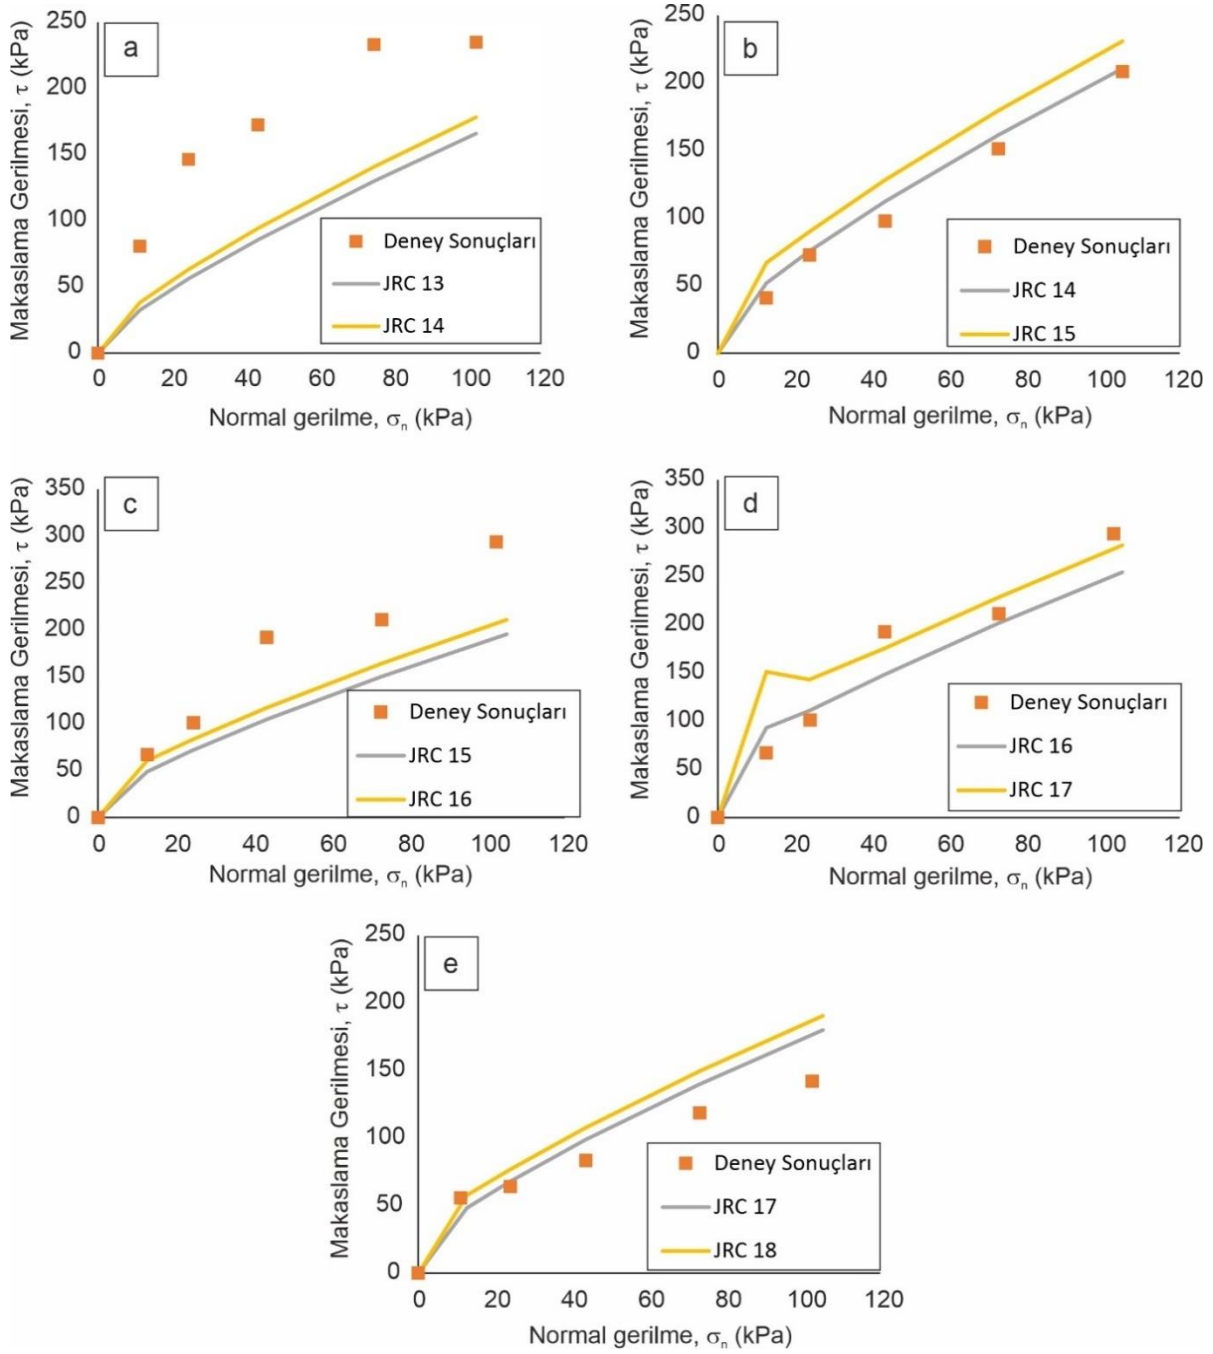 a
Makaslama Gerilmesi, τ (kPa)
250
200
150
100
50
0
0 20 40 60 80 100 120
Normal gerilme, σn (kPa)
Deney Sonuçları
JRC 13
JRC 14
b
Makaslama Gerilmesi, τ (kPa)
250
200
150
100
50
0
0 20 40 60 80 100 120
Normal gerilme, σn (kPa)
Deney Sonuçları
JRC 14
JRC 15
c
Makaslama Gerilmesi, τ (kPa)
350
300
250
200
150
100
50
0
0 20 40 60 80 100 120
Normal gerilme, σn (kPa)
Deney Sonuçları
JRC 15
JRC 16
d
Makaslama Gerilmesi, τ (kPa)
350
300
250
200
150
100
50
0
0 20 40 60 80 100 120
Normal gerilme, σn (kPa)
Deney Sonuçları
JRC 16
JRC 17
e
Makaslama Gerilmesi, τ (kPa)
250
200
150
100
50
0
0 20 40 60 80 100 120
Normal gerilme, σn (kPa)
Deney Sonuçları
JRC 17
JRC 18